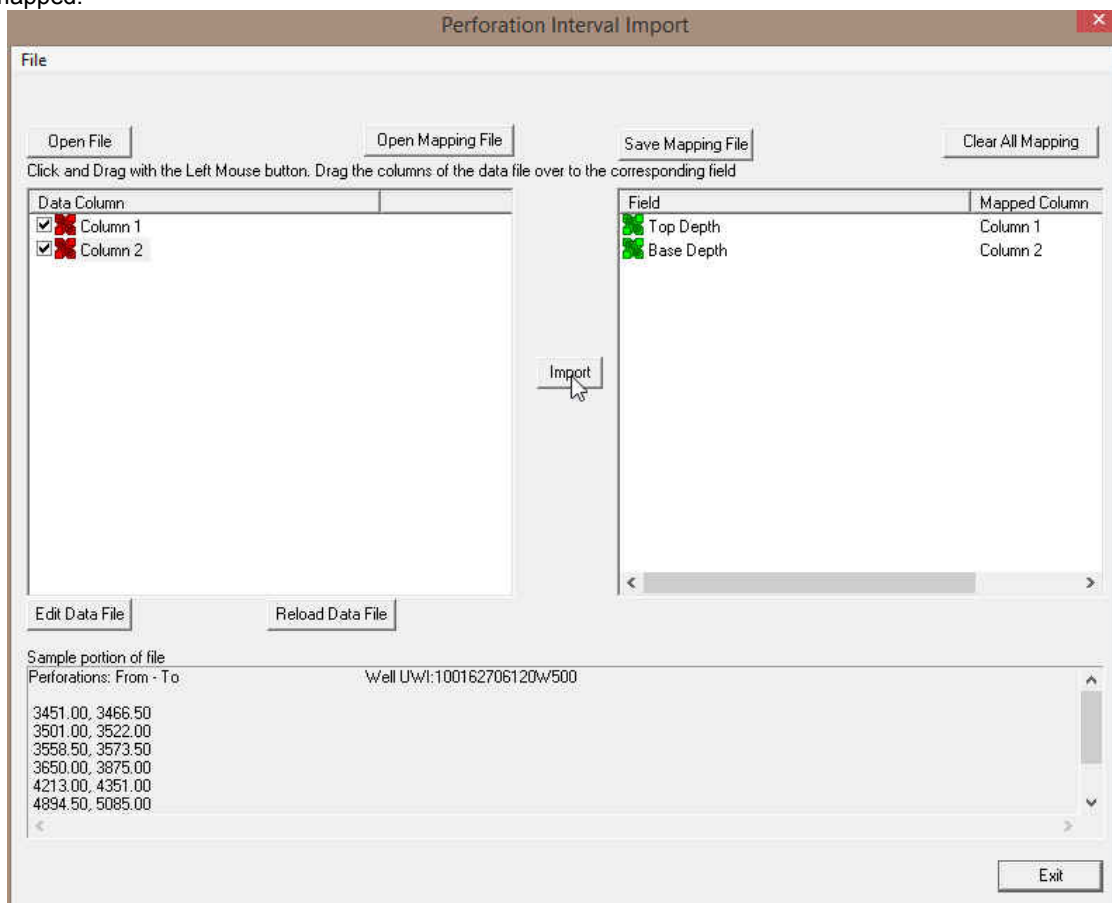 Perforation Interval Import
File
Open File Open Mapping File Save Mapping File Clear All Mapping
Click and Drag with the Left Mouse button. Drag the columns of the data file over to the corresponding field
Data Column Field Mapped Column
Column 1 Top Depth Column 1
Column 2 Base Depth Column 2
Import
Edit Data File Reload Data File
Sample portion of file
Perforations: From - To Well UWI:100162706120W500
3451.00, 3466.50
3501.00, 3522.00
3558.50, 3573.50
3650.00, 3875.00
4213.00, 4351.00
4894.50, 5085.00
Exit